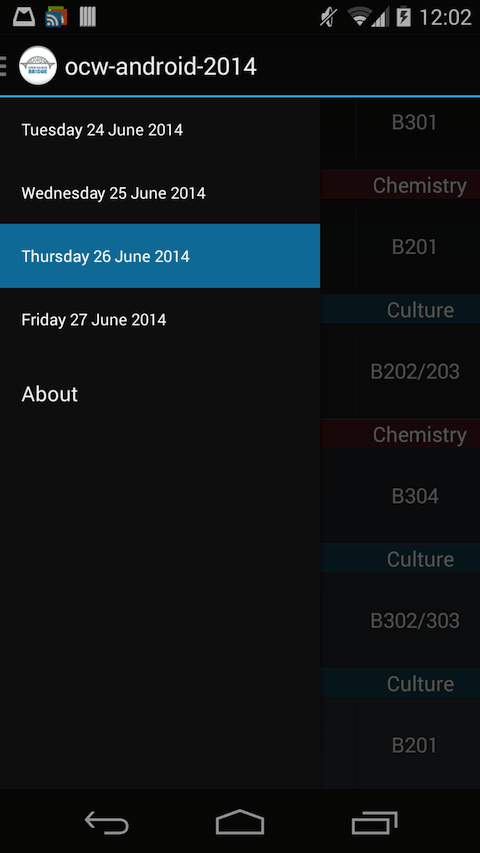 12:02
ocw-android-2014
Tuesday 24 June 2014
Wednesday 25 June 2014
Thursday 26 June 2014
Friday 27 June 2014
About
B301
Chemistry
B201
Culture
B202/203
Chemistry
B304
Culture
B302/303
Culture
B201